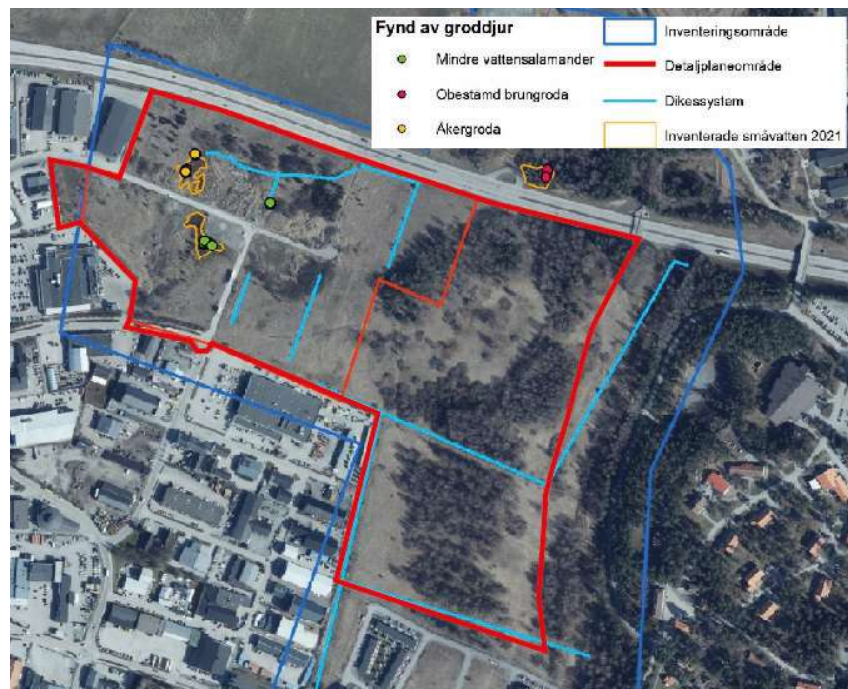 Fynd av groddjur
Mindre vattensalamander
Obestämd brungroda
Åkergroda
Inventeringsområde
Detaljplaneområde
Dikessystem
Inventerade småvatten 2021